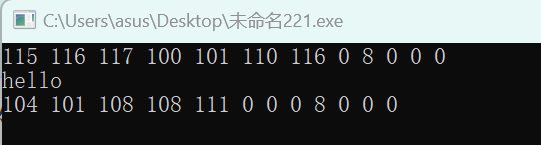 C:\Users\asus\Desktop\未命名221.exe
115 116 117 100 101 110 116 0 8 0 0 0
hello
104 101 108 108 111 0 0 0 8 0 0 0